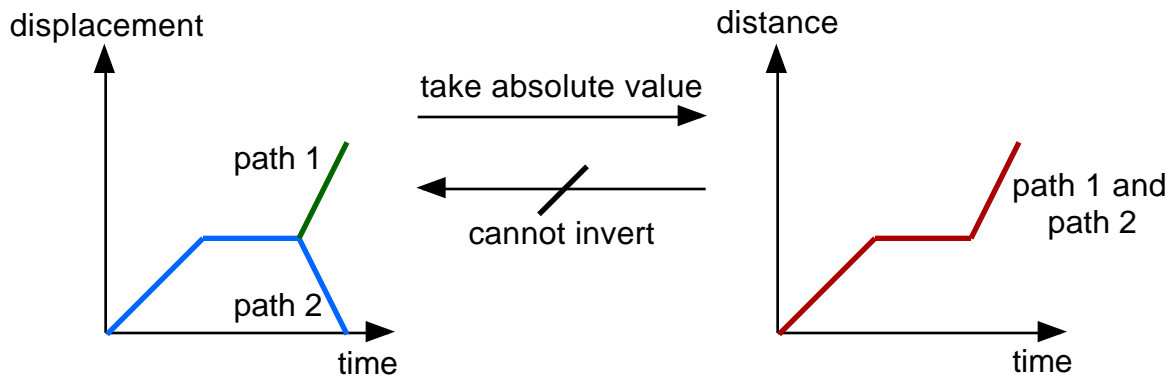 displacement
path 1
path 2
time
take absolute value
cannot invert
distance
path 1 and
path 2
time